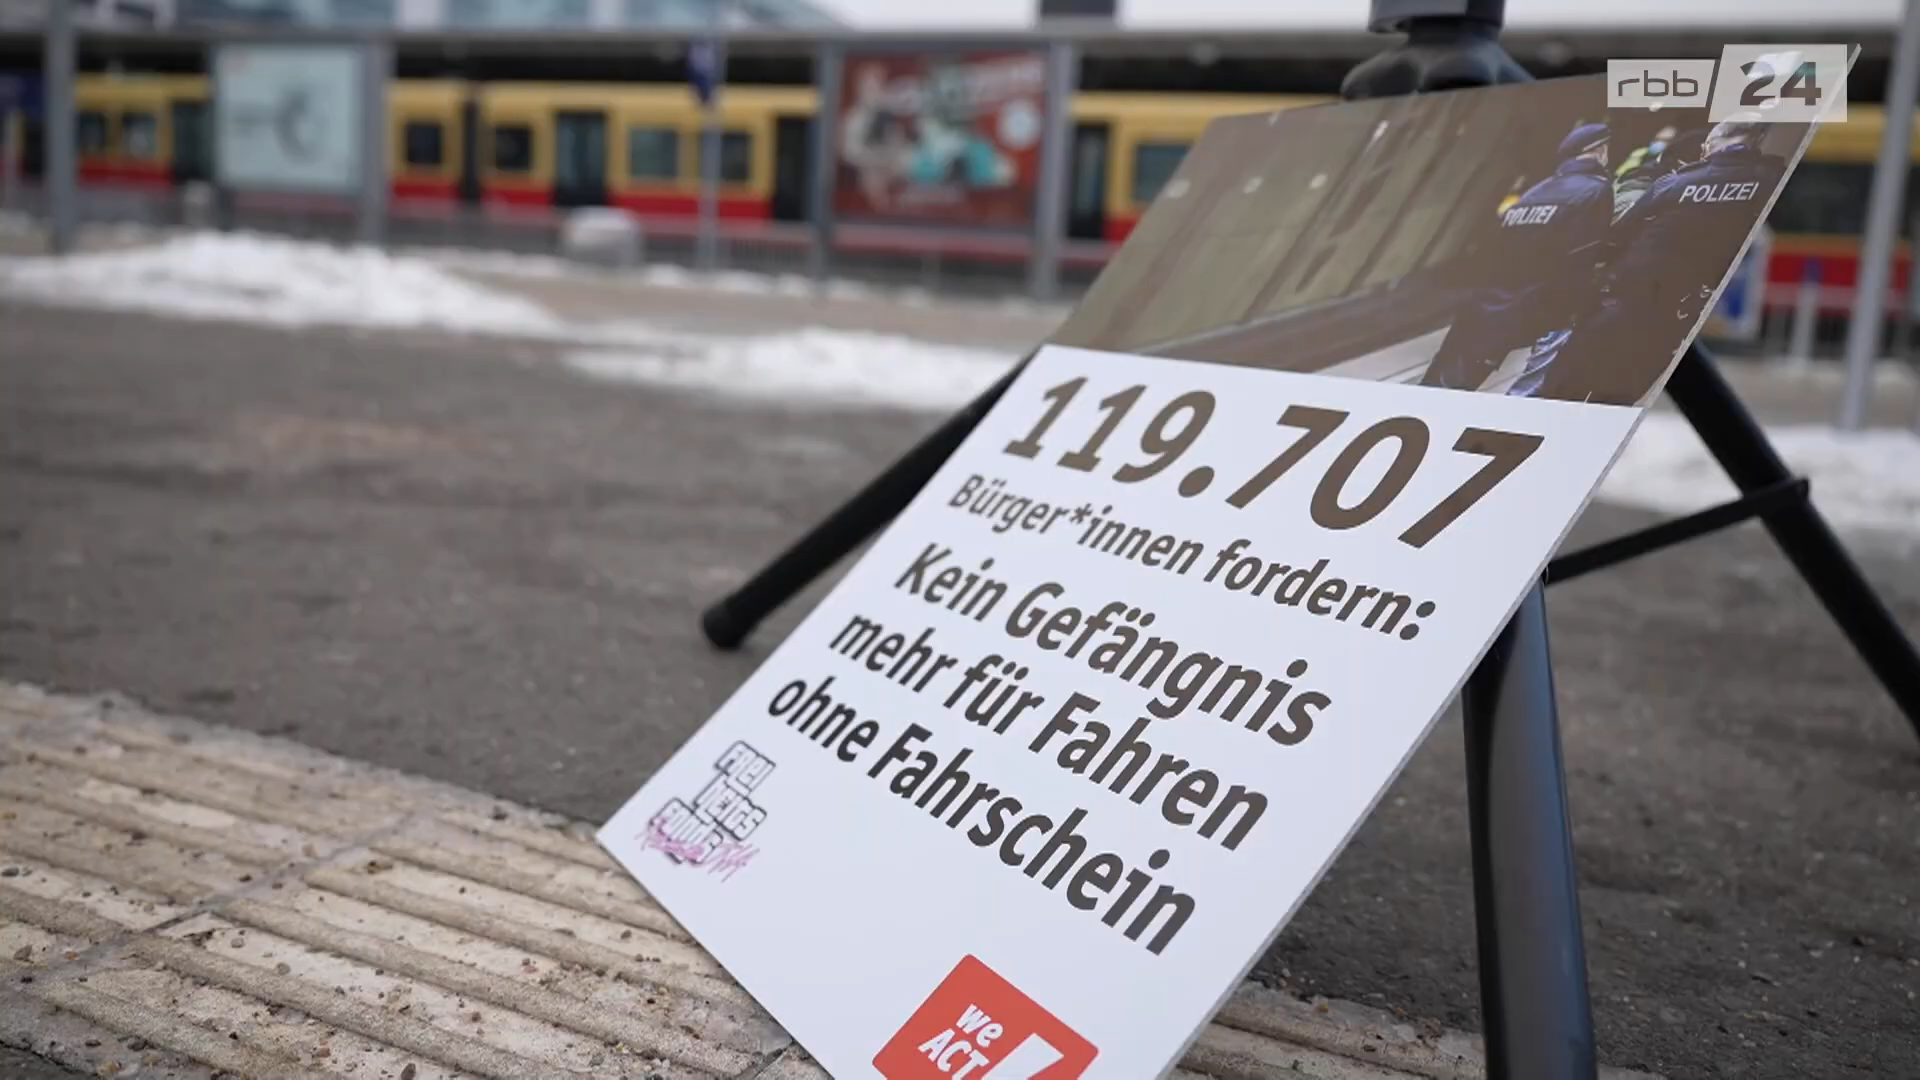 rbb 24
POLIZEI
POLIZEI
119.707
Bürger*innen fordern:
Kein Gefängnis
mehr für Fahren
ohne Fahrschein
we
ACT!